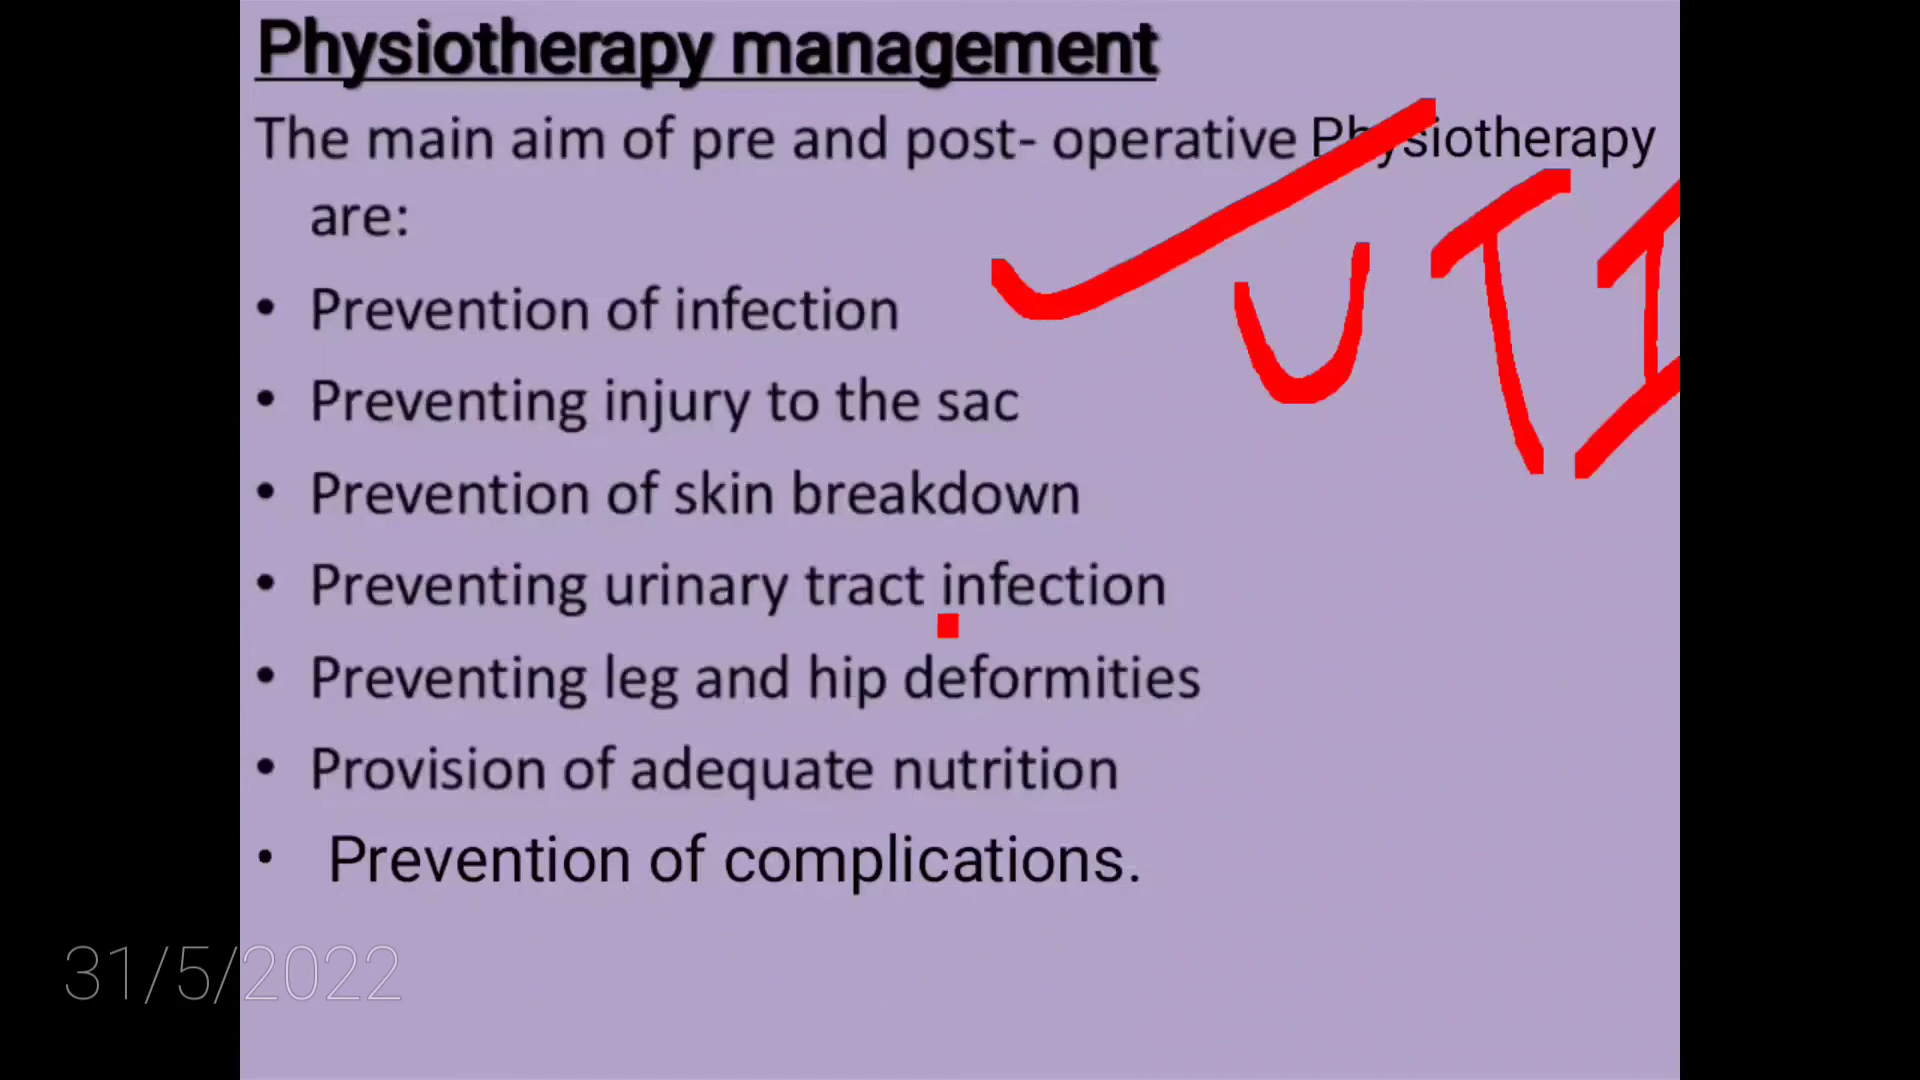 Physiotherapy management
The main aim of pre and post- operative Physiotherapy
are:
• Prevention of infection
• Preventing injury to the sac
• Prevention of skin breakdown
• Preventing urinary tract infection
• Preventing leg and hip deformities
• Provision of adequate nutrition
• Prevention of complications.
UTI
31/5/2022